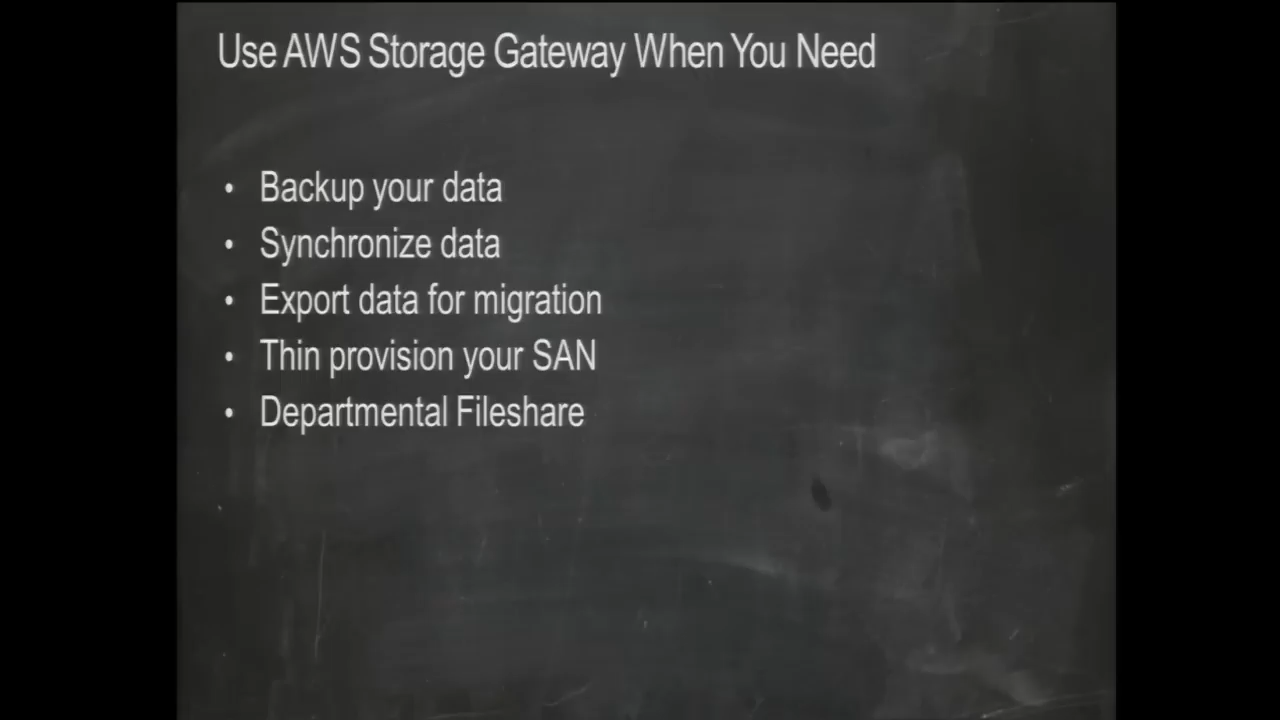 Use AWS Storage Gateway When You Need
• Backup your data
• Synchronize data
• Export data for migration
• Thin provision your SAN
• Departmental Fileshare